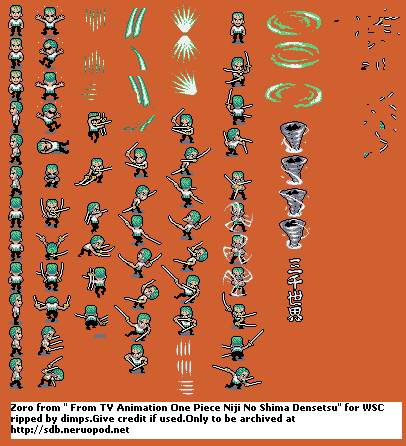 三千世界
Zoro from " From TV Animation One Piece Niji No Shima Densetsu" for WSC
ripped by dimps.Give credit if used.Only to be archived at
http://sdb.neruopod.net